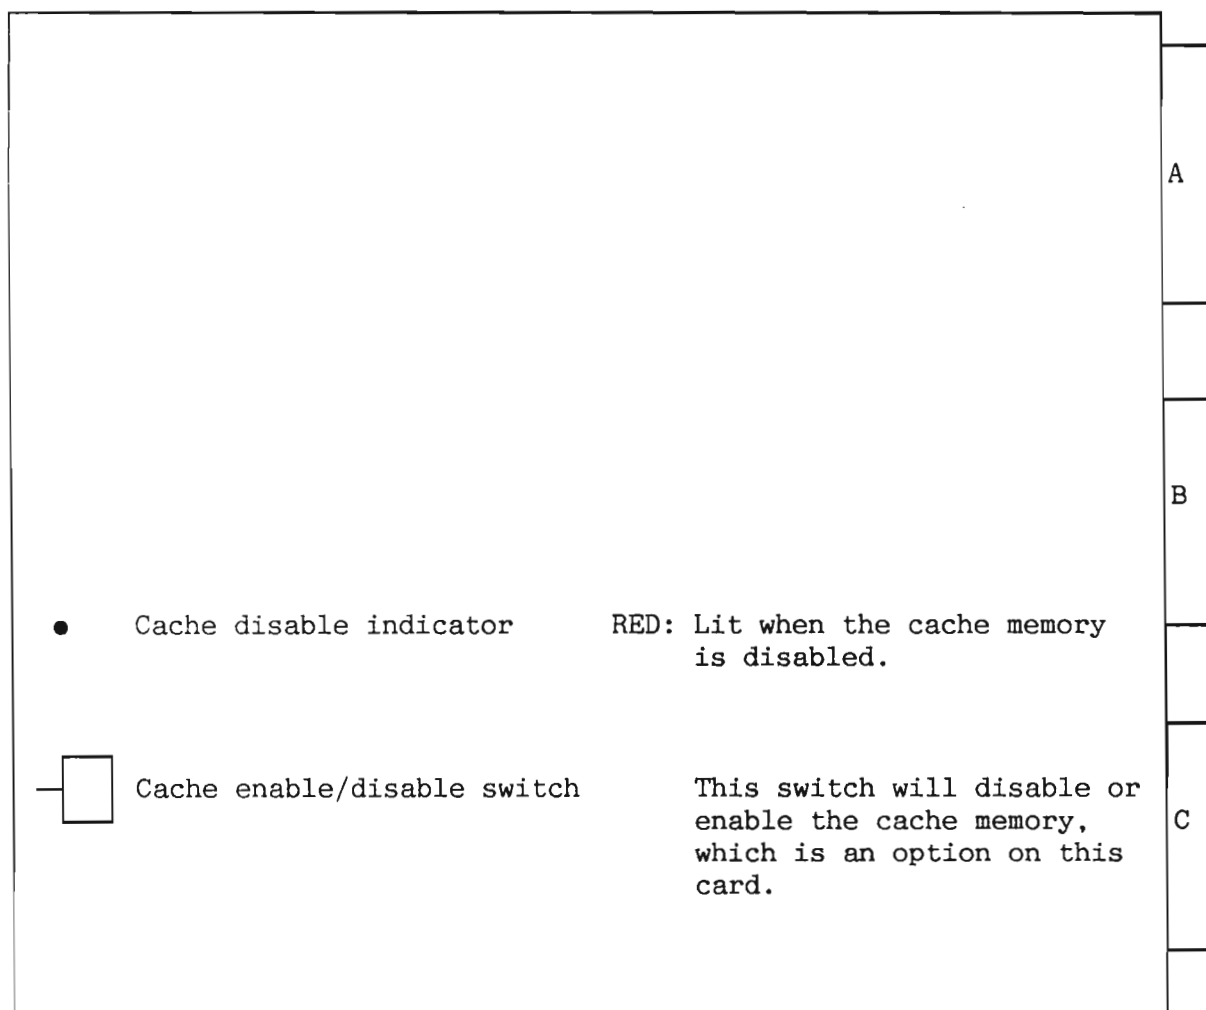 A
B
Cache disable indicator RED: Lit when the cache memory
is disabled.
Cache enable/disable switch This switch will disable or
enable the cache memory,
C
which is an option on this
card.